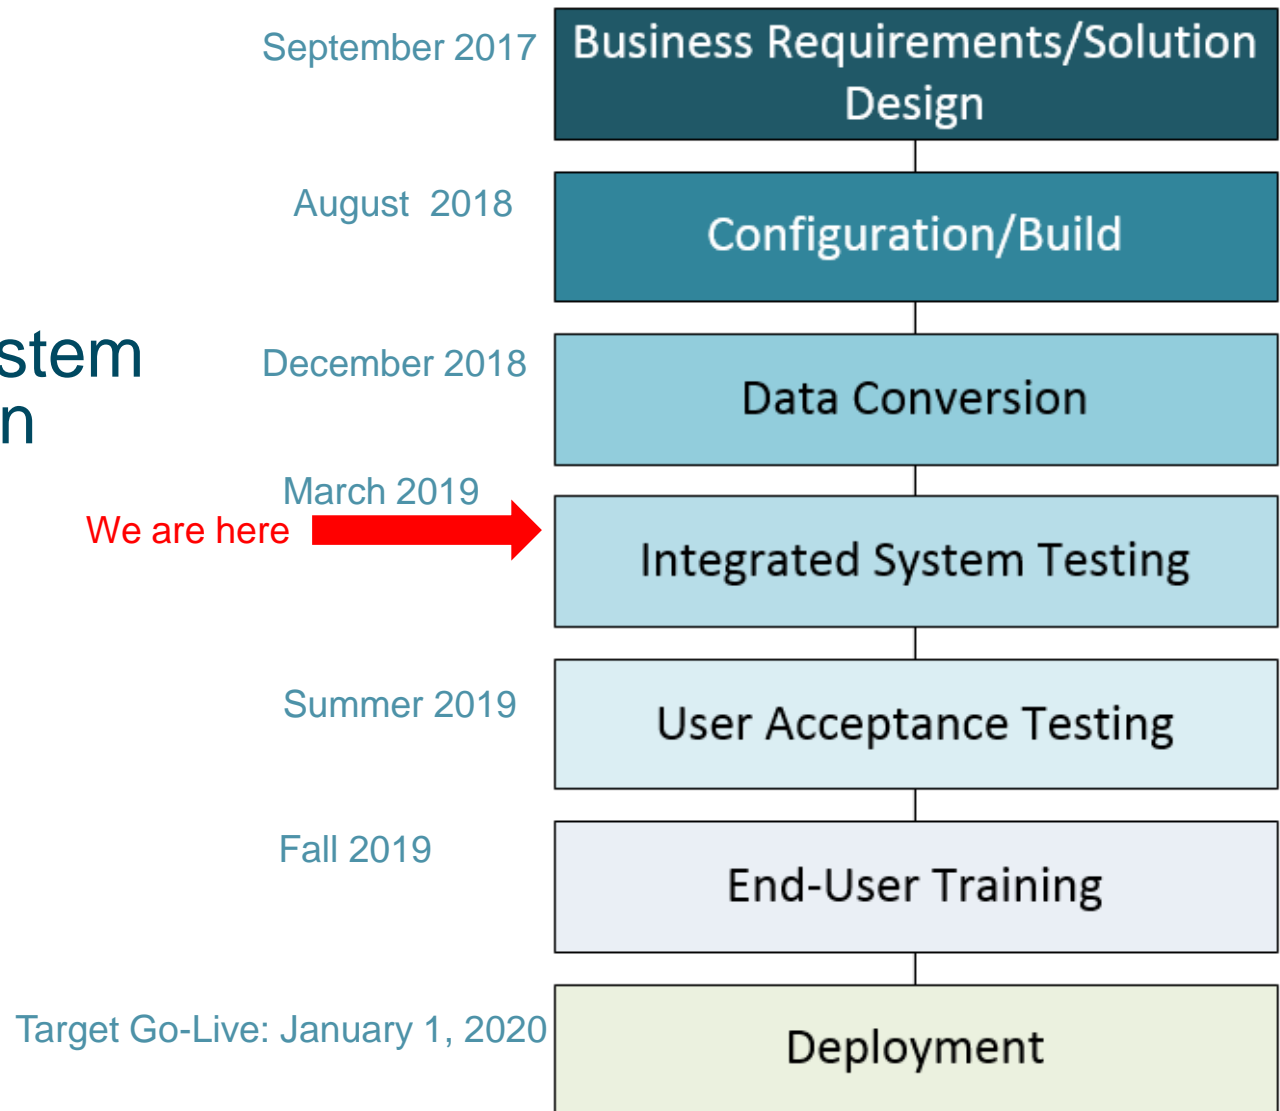 September 2017
Business Requirements/Solution
Design
August 2018
Configuration/Build
stem
n
December 2018
Data Conversion
March 2019
We are here
Integrated System Testing
Summer 2019
User Acceptance Testing
Fall 2019
End-User Training
Target Go-Live: January 1, 2020
Deployment